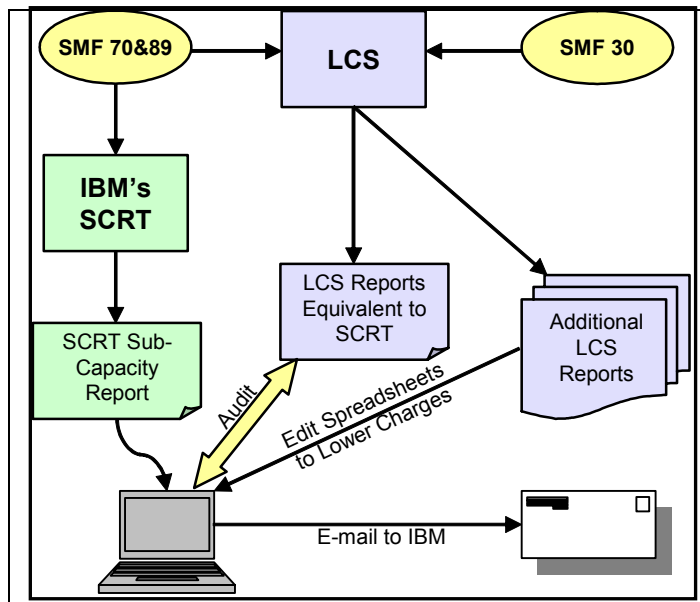 SMF 70&89
LCS
SMF 30
IBM's
SCRT
LCS Reports
Equivalent to
SCRT
Additional
LCS
Reports
SCRT Sub-
Capacity
Report
Audit
Edit Spreadsheets
to Lower Charges
E-mail to IBM